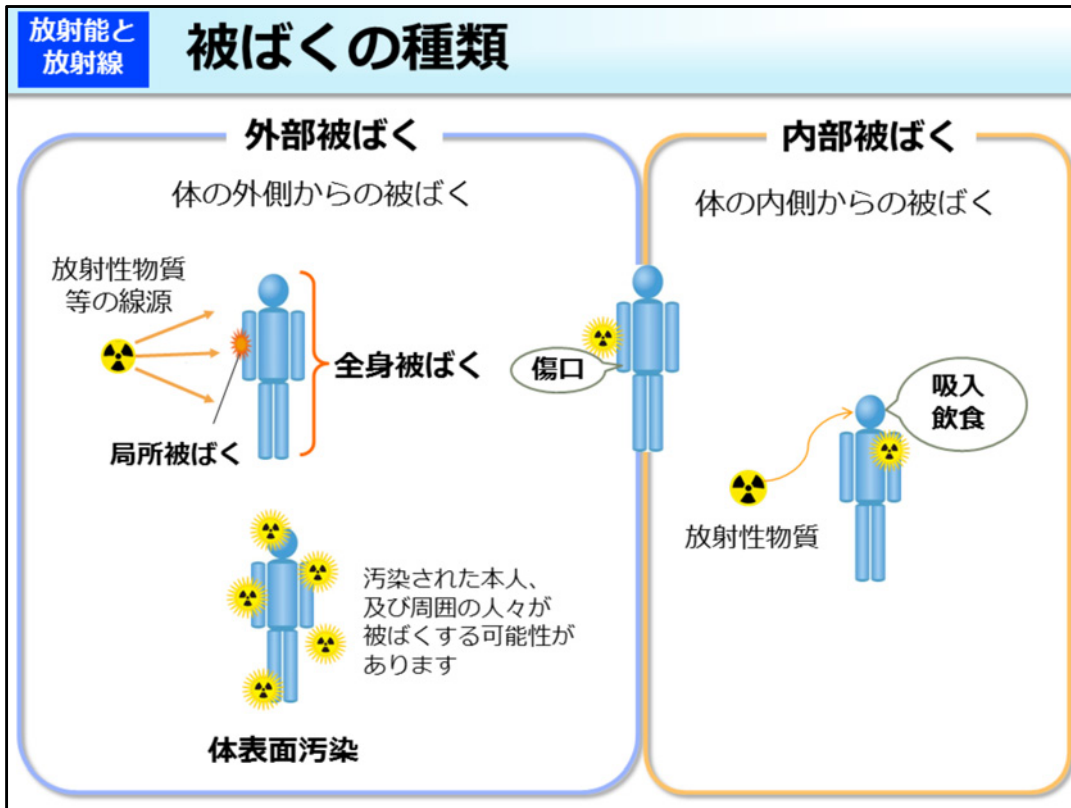 放射能と
放射線
被ばくの種類
外部被ばく
体の外側からの被ばく
放射性物質
等の線源
全身被ばく
局所被ばく
傷口
汚染された本人、
及び周囲の人々が
被ばくする可能性が
あります
体表面汚染
内部被ばく
体の内側からの被ばく
吸入
飲食
放射性物質